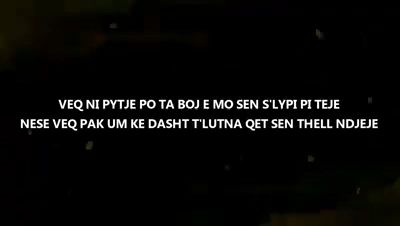 VEQ NI PYTJE PO TA BOJ E MO SEN S'LYPI PI TEJE
NESE VEQ PAK UM KE DASHT T'LUTNA QET SEN THELL NDJEJE